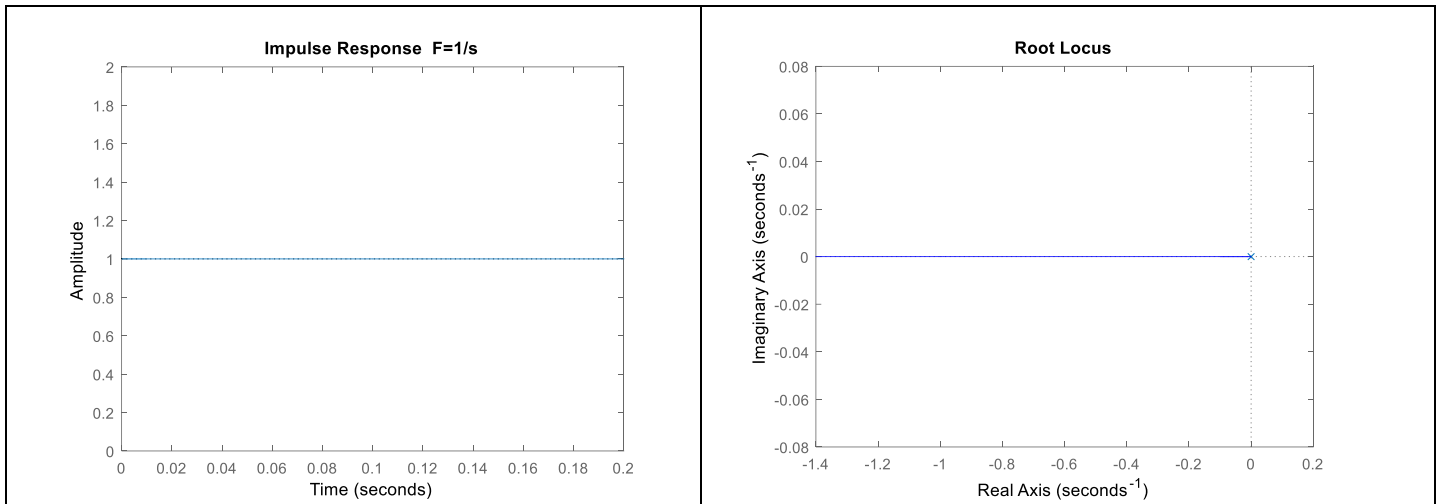 Impulse Response F=1/s
2
1.8
1.6
1.4
1.2
1
0.8
0.6
0.4
0.2
0
Amplitude
0 0.02 0.04 0.06 0.08 0.1 0.12 0.14 0.16 0.18 0.2
Time (seconds)
Root Locus
0.08
0.06
0.04
0.02
0
-0.02
-0.04
-0.06
-0.08
Imaginary Axis (seconds⁻¹)
-1.4 -1.2 -1 -0.8 -0.6 -0.4 -0.2 0 0.2
Real Axis (seconds⁻¹)